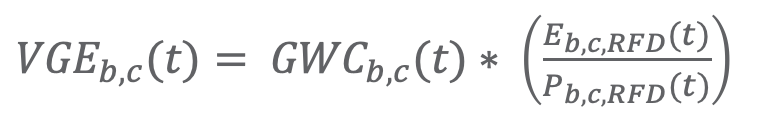 VGE_{b,c}(t) = GWC_{b,c}(t) * (E_{b,c,RFD}(t) / P_{b,c,RFD}(t))